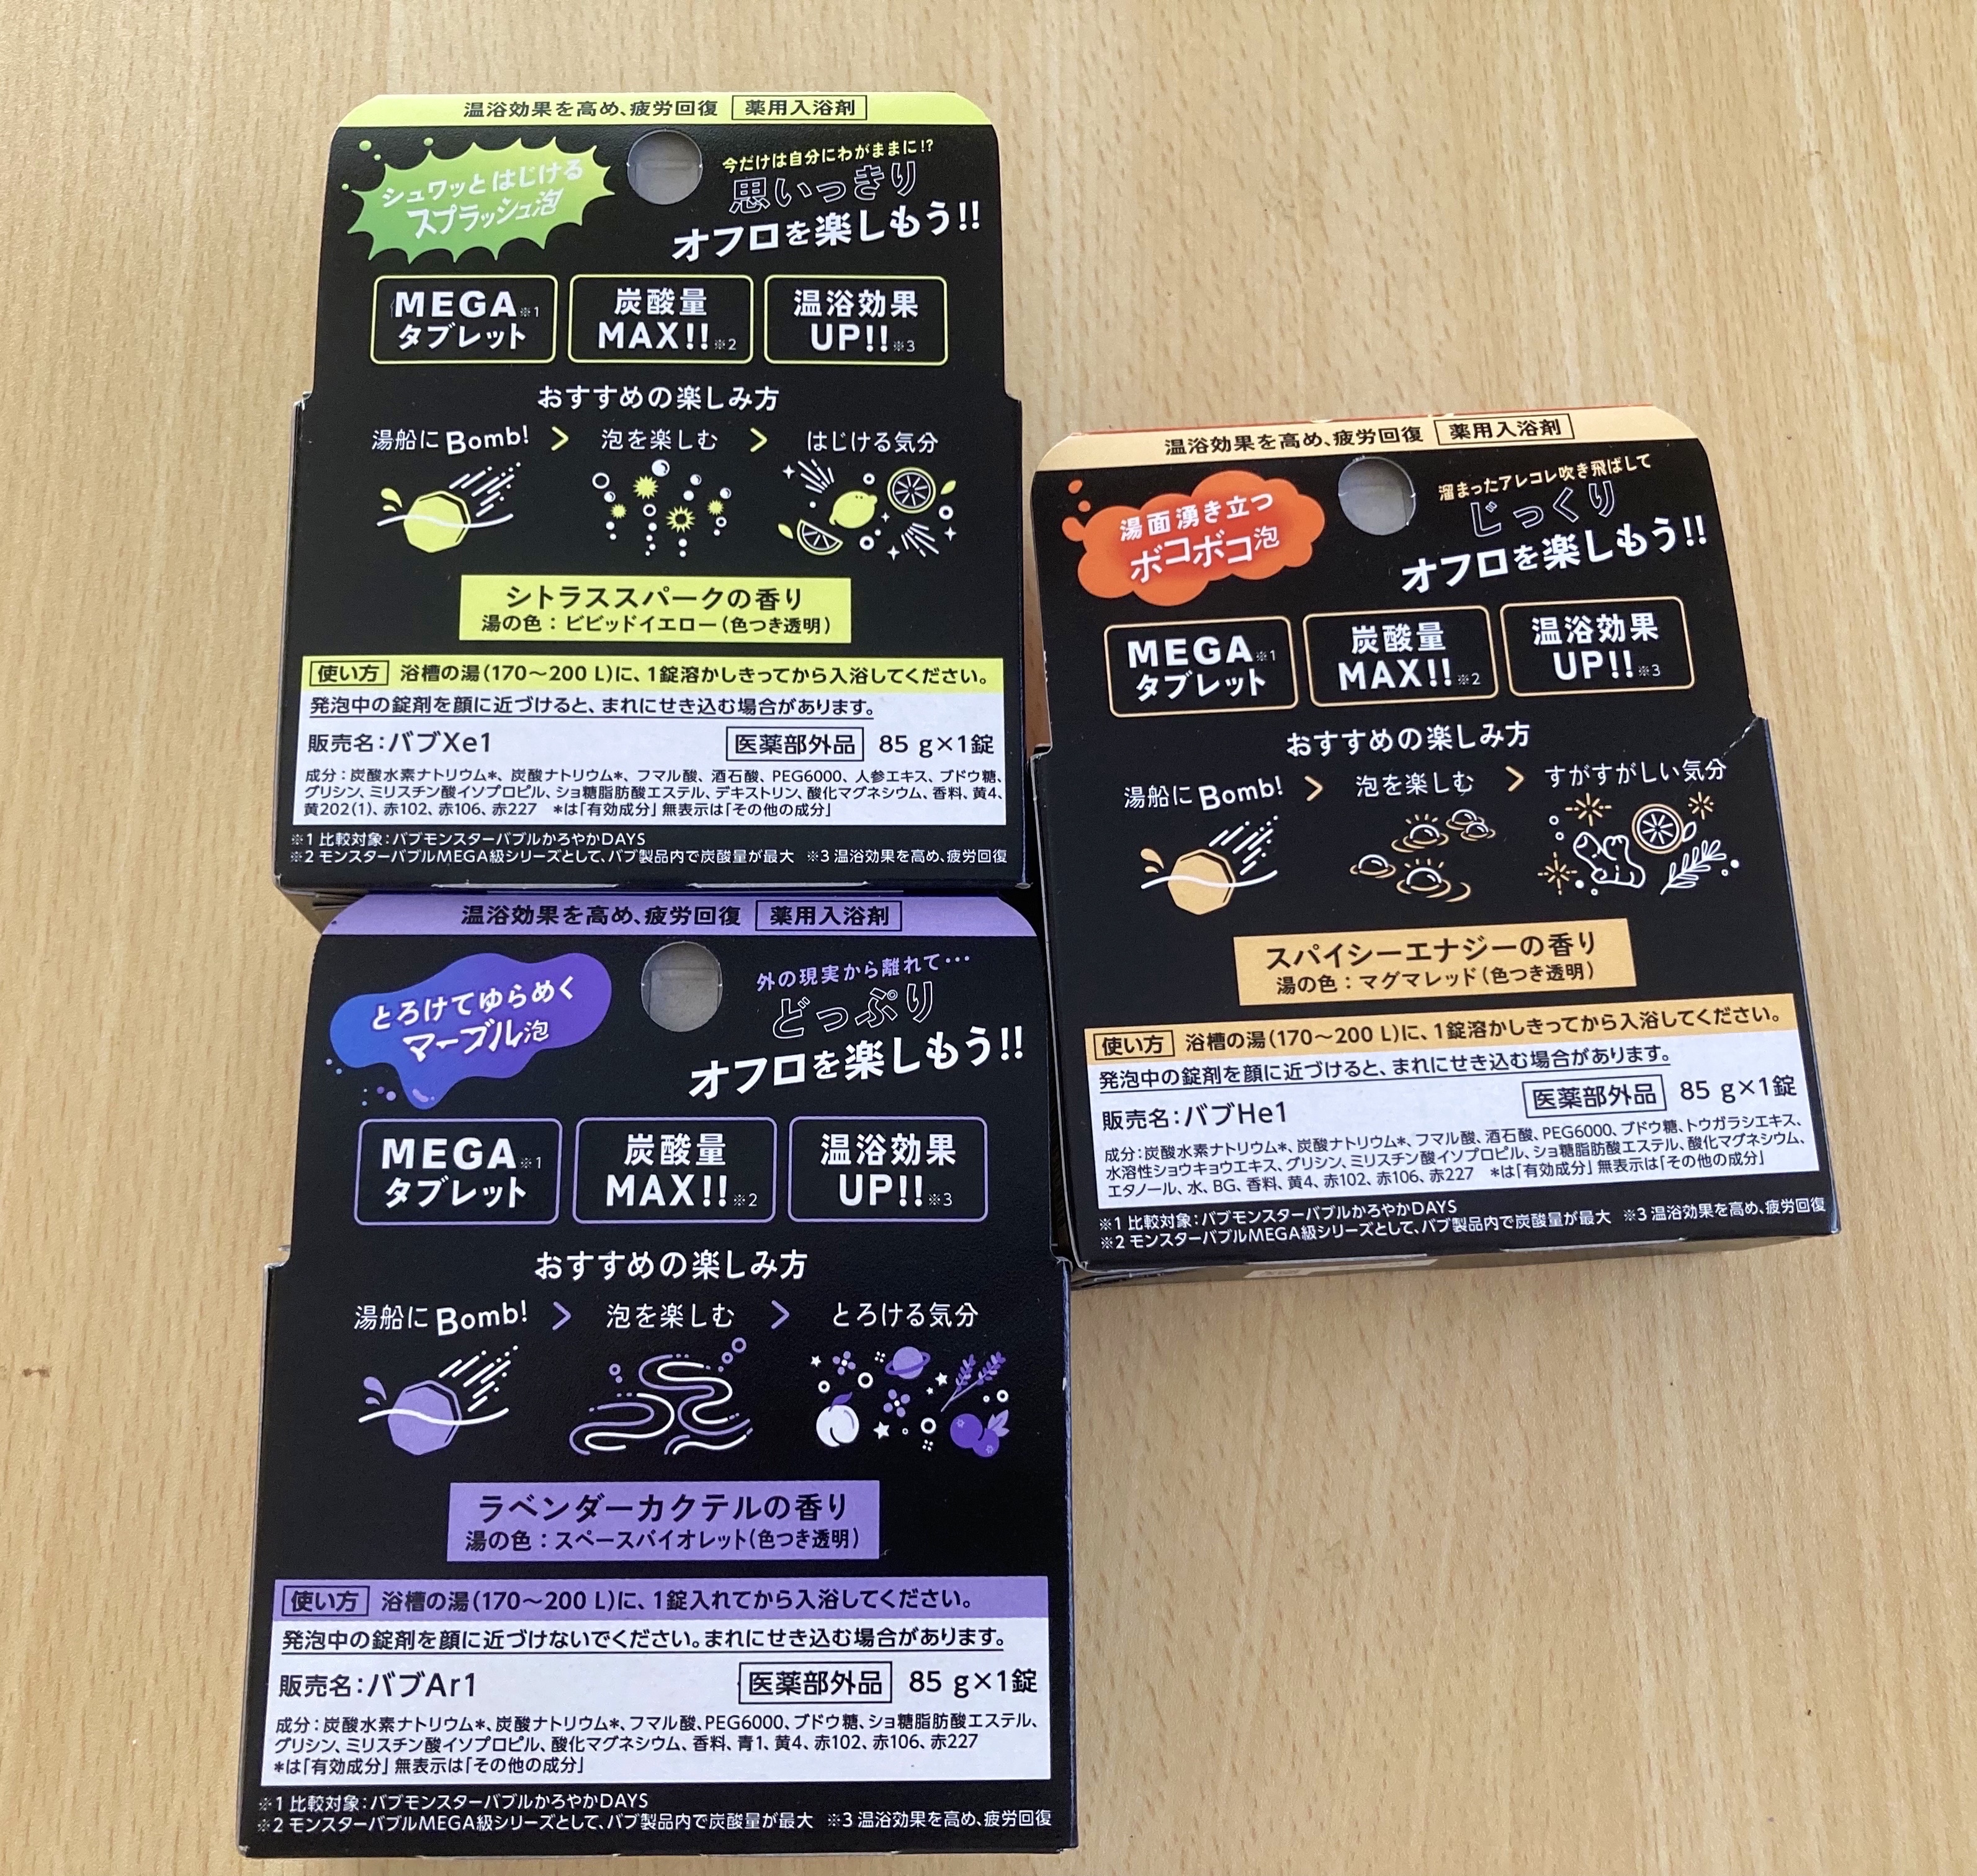 温浴効果を高め、疲労回復 薬用入浴剤
シュワッとはじける
スプラッシュ泡
今だけは自分にわがままに!?
思いっきり
オフロを楽しもう!!
MEGA※1
タブレット
炭酸量
MAX!!※2
温浴効果
UP!!※3
おすすめの楽しみ方
湯船にBomb! > 泡を楽しむ > はじける気分
シトラススパークの香り
湯の色：ビビッドイエロー(色つき透明)
使い方 浴槽の湯(170〜200 L)に、1錠溶かしきってから入浴してください。
発泡中の錠剤を顔に近づけると、まれにせき込む場合があります。
販売名：バブXe1 医薬部外品 85 g×1錠
成分：炭酸水素ナトリウム*、炭酸ナトリウム*、フマル酸、酒石酸、PEG6000、人参エキス、ブドウ糖、
グリシン、ミリスチン酸イソプロピル、ショ糖脂肪酸エステル、デキストリン、酸化マグネシウム、香料、黄4、
黄202(1)、赤102、赤106、赤227 *は「有効成分」無表示は「その他の成分」
※1 比較対象：バブモンスターバブルかろやかDAYS
※2 モンスターバブルMEGA級シリーズとして、バブ製品内で炭酸量が最大 ※3 温浴効果を高め、疲労回復
温浴効果を高め、疲労回復 薬用入浴剤
湯面湧き立つ
ボコボコ泡
溜まったアレコレ吹き飛ばして
じっくり
オフロを楽しもう!!
MEGA※1
タブレット
炭酸量
MAX!!※2
温浴効果
UP!!※3
おすすめの楽しみ方
湯船にBomb! > 泡を楽しむ > すがすがしい気分
スパイシーエナジーの香り
湯の色：マグマレッド(色つき透明)
使い方 浴槽の湯(170〜200 L)に、1錠溶かしきってから入浴してください。
発泡中の錠剤を顔に近づけると、まれにせき込む場合があります。
販売名：バブHe1 医薬部外品 85 g×1錠
成分：炭酸水素ナトリウム*、炭酸ナトリウム*、フマル酸、酒石酸、PEG6000、ブドウ糖、トウガラシエキス、
水溶性ショウキョウエキス、グリシン、ミリスチン酸イソプロピル、ショ糖脂肪酸エステル、酸化マグネシウム、
エタノール、水、BG、香料、黄4、赤102、赤106、赤227 *は「有効成分」無表示は「その他の成分」
※1 比較対象：バブモンスターバブルかろやかDAYS
※2 モンスターバブルMEGA級シリーズとして、バブ製品内で炭酸量が最大 ※3 温浴効果を高め、疲労回復
温浴効果を高め、疲労回復 薬用入浴剤
とろけてゆらめく
マーブル泡
外の現実から離れて…
どっぷり
オフロを楽しもう!!
MEGA※1
タブレット
炭酸量
MAX!!※2
温浴効果
UP!!※3
おすすめの楽しみ方
湯船にBomb! > 泡を楽しむ > とろける気分
ラベンダーカクテルの香り
湯の色：スペースバイオレット(色つき透明)
使い方 浴槽の湯(170〜200 L)に、1錠入れてから入浴してください。
発泡中の錠剤を顔に近づけないでください。まれにせき込む場合があります。
販売名：バブAr1 医薬部外品 85 g×1錠
成分：炭酸水素ナトリウム*、炭酸ナトリウム*、フマル酸、PEG6000、ブドウ糖、ショ糖脂肪酸エステル、
グリシン、ミリスチン酸イソプロピル、酸化マグネシウム、香料、青1、黄4、赤102、赤106、赤227
*は「有効成分」無表示は「その他の成分」
※1 比較対象：バブモンスターバブルかろやかDAYS
※2 モンスターバブルMEGA級シリーズとして、バブ製品内で炭酸量が最大 ※3 温浴効果を高め、疲労回復